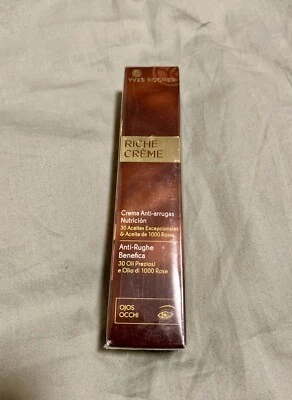 YVES ROCHER
RICHE
CRÈME
Crema Anti-arrugas
Nutrición
30 Aceites Excepcionales
& Aceite de 1000 Rosas
Anti-Rughe
Benefica
30 Oli Preziosi
e Olio di 1000 Rose
OJOS
OCCHI